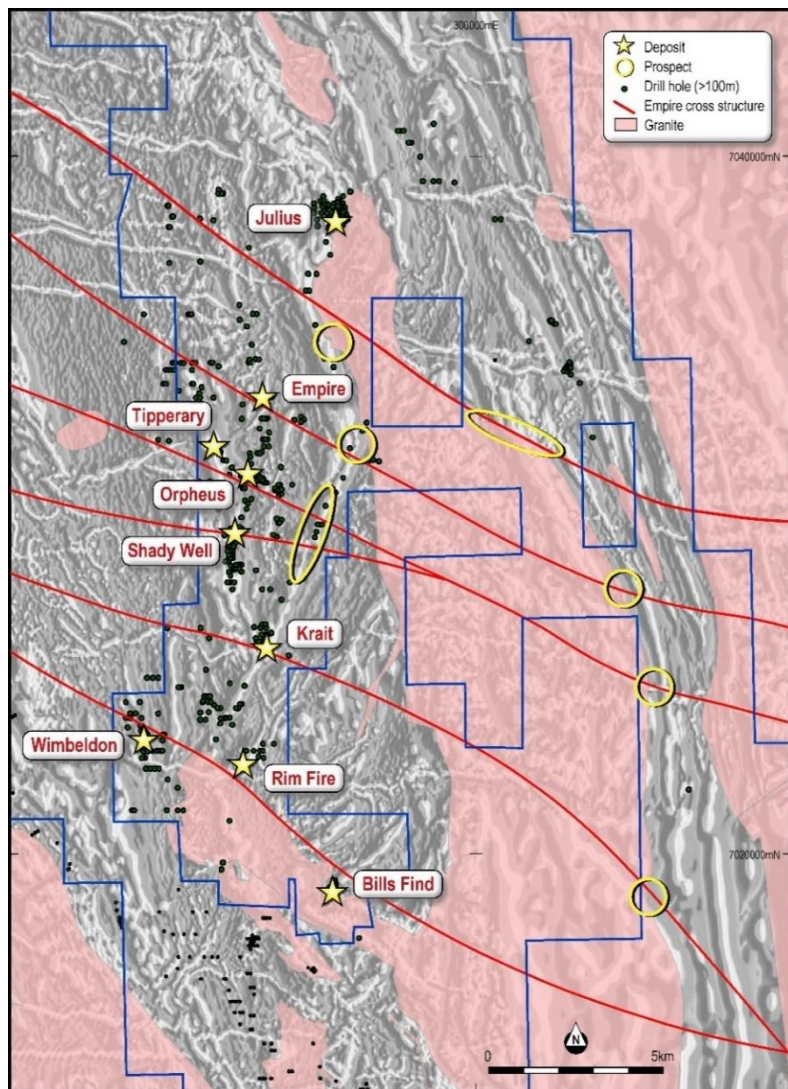 300000mE
Deposit
Prospect
Drill hole (>100m)
Empire cross structure
Granite
7040000mN
Julius
Empire
Tipperary
Orpheus
Shady Well
Krait
Wimbeldon
Rim Fire
7020000mN
Bills Find
N
0
5km